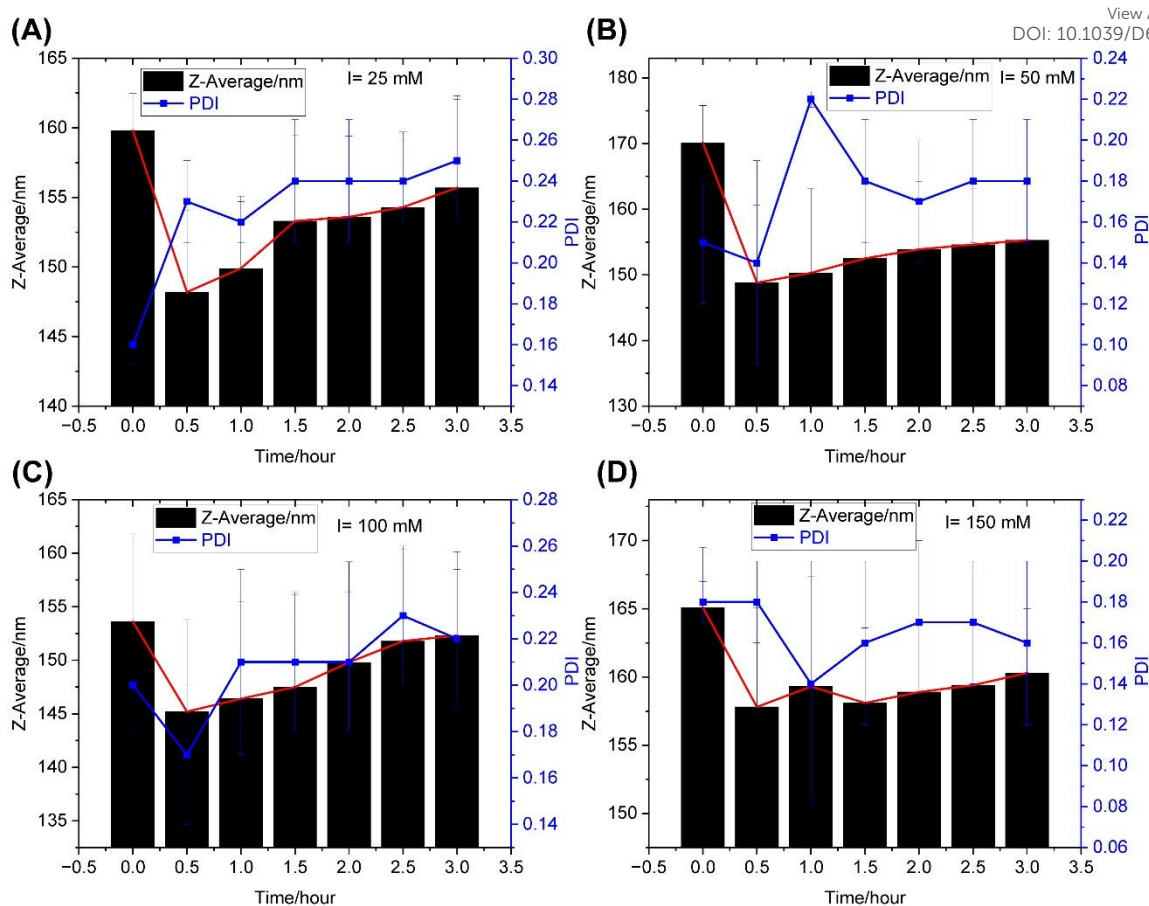 View A
DOI: 10.1039/D6
(A)
I= 25 mM
Z-Average/nm
PDI
165
160
155
150
145
140
Z-Average/nm
0.30
0.28
0.26
0.24
0.22
0.20
0.18
0.16
0.14
PDI
−0.5 0.0 0.5 1.0 1.5 2.0 2.5 3.0 3.5
Time/hour
(B)
I= 50 mM
Z-Average/nm
PDI
180
170
160
150
140
130
Z-Average/nm
0.24
0.22
0.20
0.18
0.16
0.14
0.12
0.10
0.08
PDI
−0.5 0.0 0.5 1.0 1.5 2.0 2.5 3.0 3.5
Time/hour
(C)
I= 100 mM
Z-Average/nm
PDI
165
160
155
150
145
140
135
Z-Average/nm
0.28
0.26
0.24
0.22
0.20
0.18
0.16
0.14
PDI
−0.5 0.0 0.5 1.0 1.5 2.0 2.5 3.0 3.5
Time/hour
(D)
I= 150 mM
Z-Average/nm
PDI
170
165
160
155
150
Z-Average/nm
0.22
0.20
0.18
0.16
0.14
0.12
0.10
0.08
0.06
PDI
−0.5 0.0 0.5 1.0 1.5 2.0 2.5 3.0 3.5
Time/hour